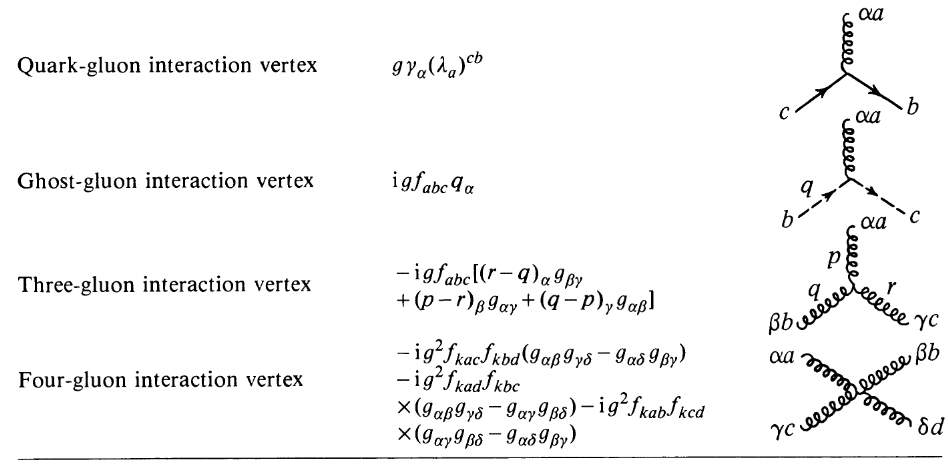 αa
Quark-gluon interaction vertex gγ_α(λ_a)^{cb}
c b
αa
Ghost-gluon interaction vertex igf_{abc}q_α
q
b c
αa
Three-gluon interaction vertex −igf_{abc}[(r−q)_α g_{βγ}
+(p−r)_β g_{αγ}+(q−p)_γ g_{αβ}]
p
q r
βb γc
Four-gluon interaction vertex −ig²f_{kac}f_{kbd}(g_{αβ}g_{γδ}−g_{αδ}g_{βγ})
−ig²f_{kad}f_{kbc}
×(g_{αβ}g_{γδ}−g_{αγ}g_{βδ})−ig²f_{kab}f_{kcd}
×(g_{αγ}g_{βδ}−g_{αδ}g_{βγ})
αa βb
γc δd